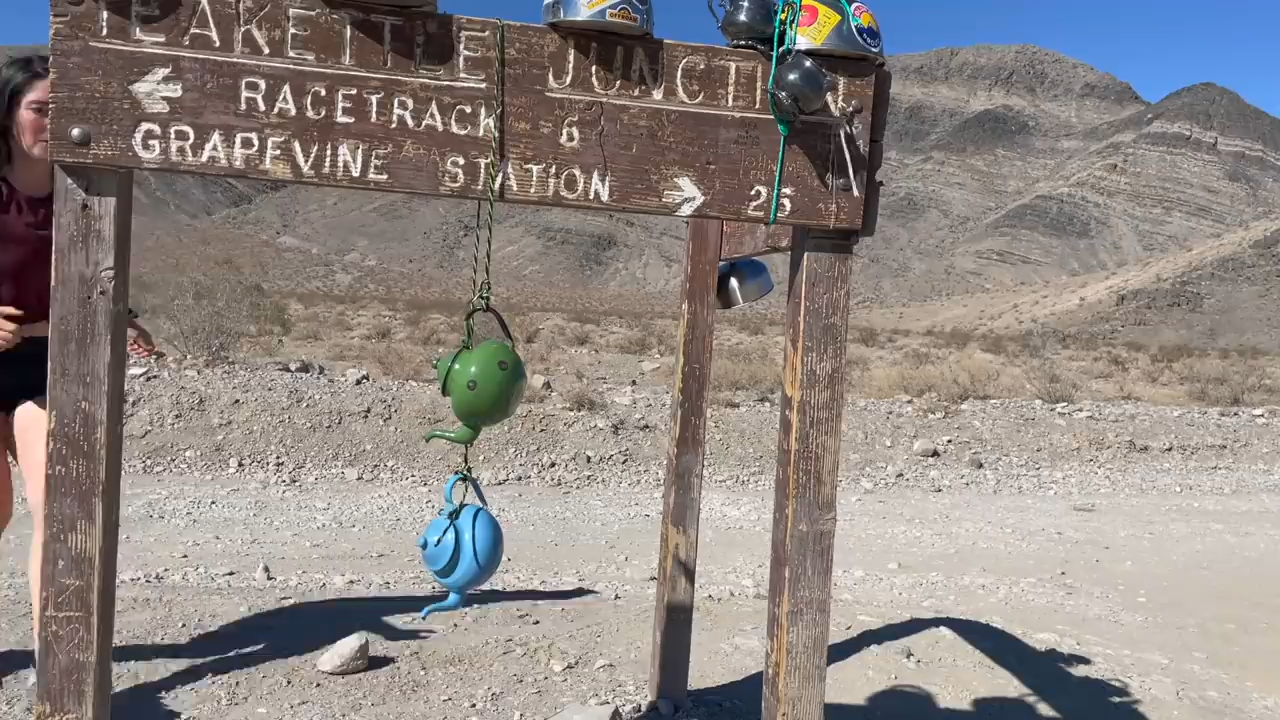 TEAKETTLE JUNCTION
← RACETRACK 6
GRAPEVINE STATION → 25
OFFROAD